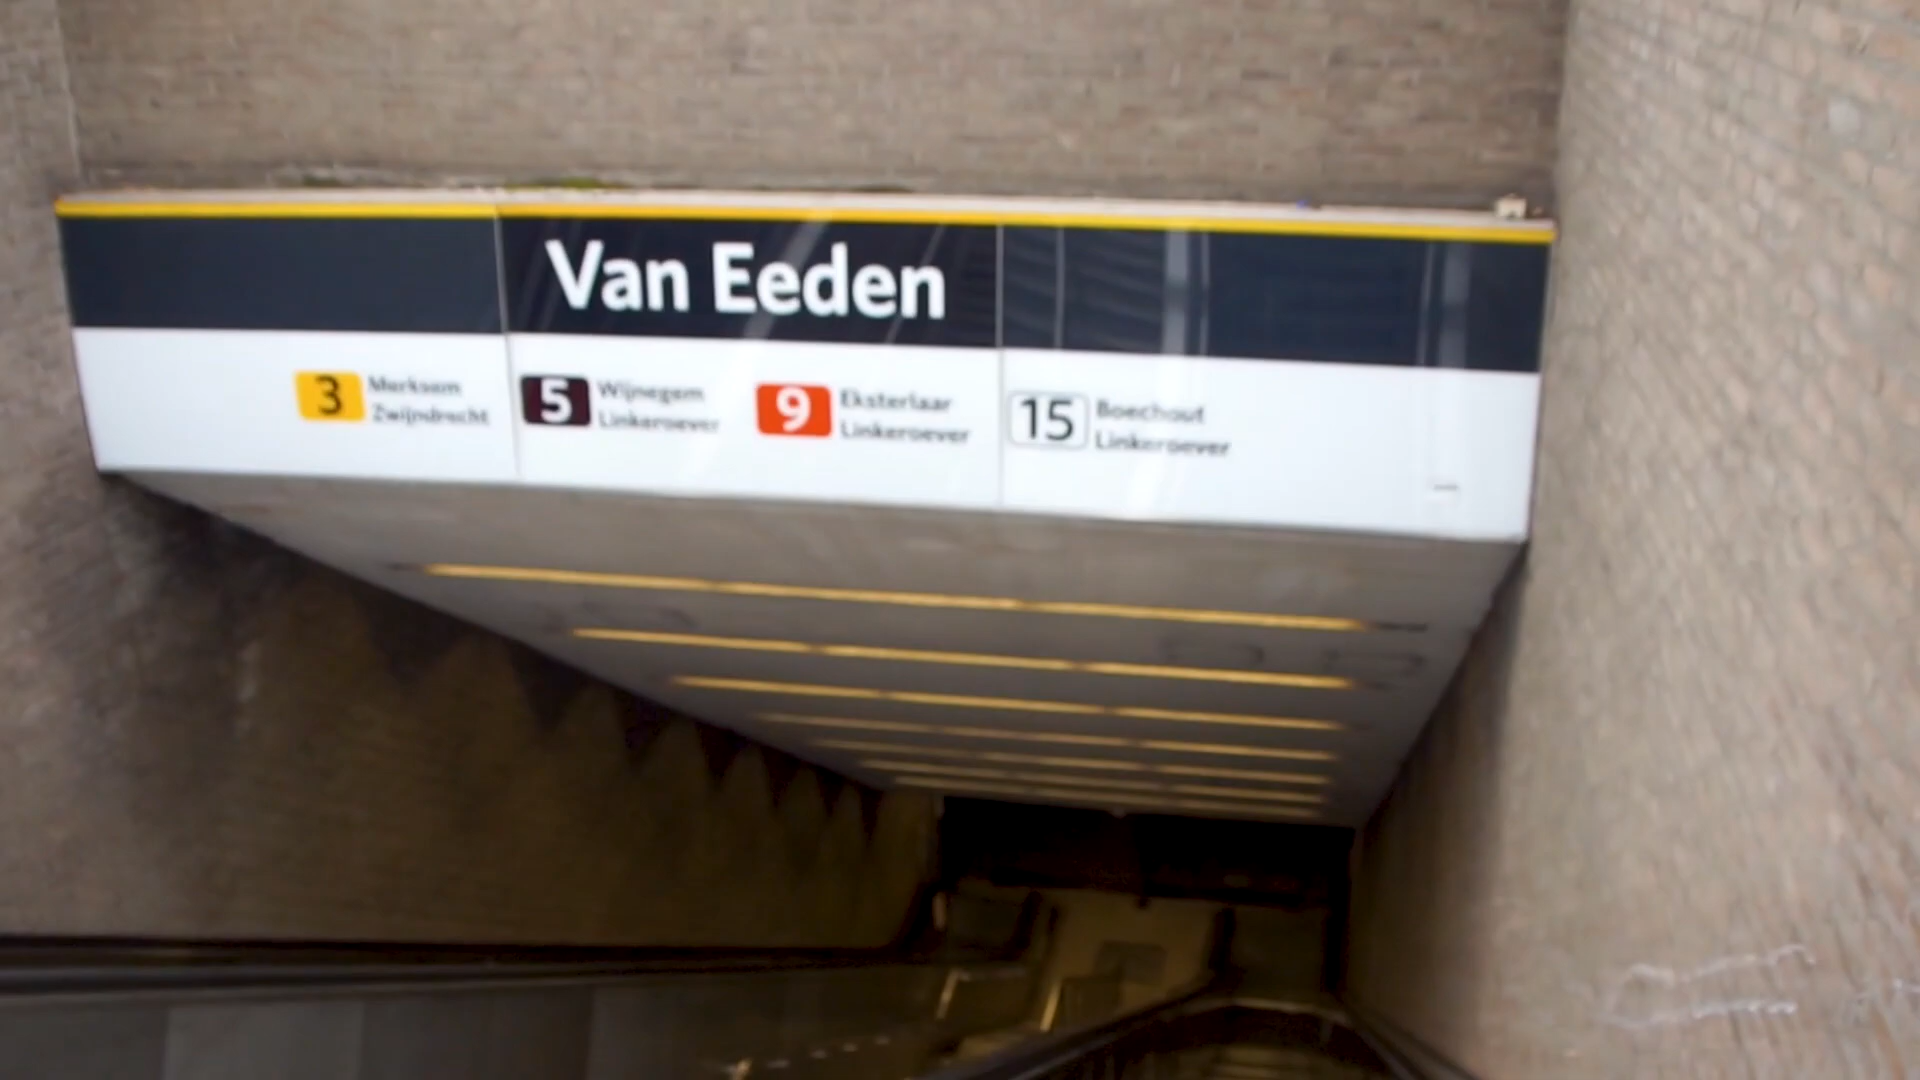 Van Eeden
3 Merksem
Zwijndrecht
5 Wijnegem
Linkeroever
9 Eksterlaar
Linkeroever
15 Boechout
Linkeroever